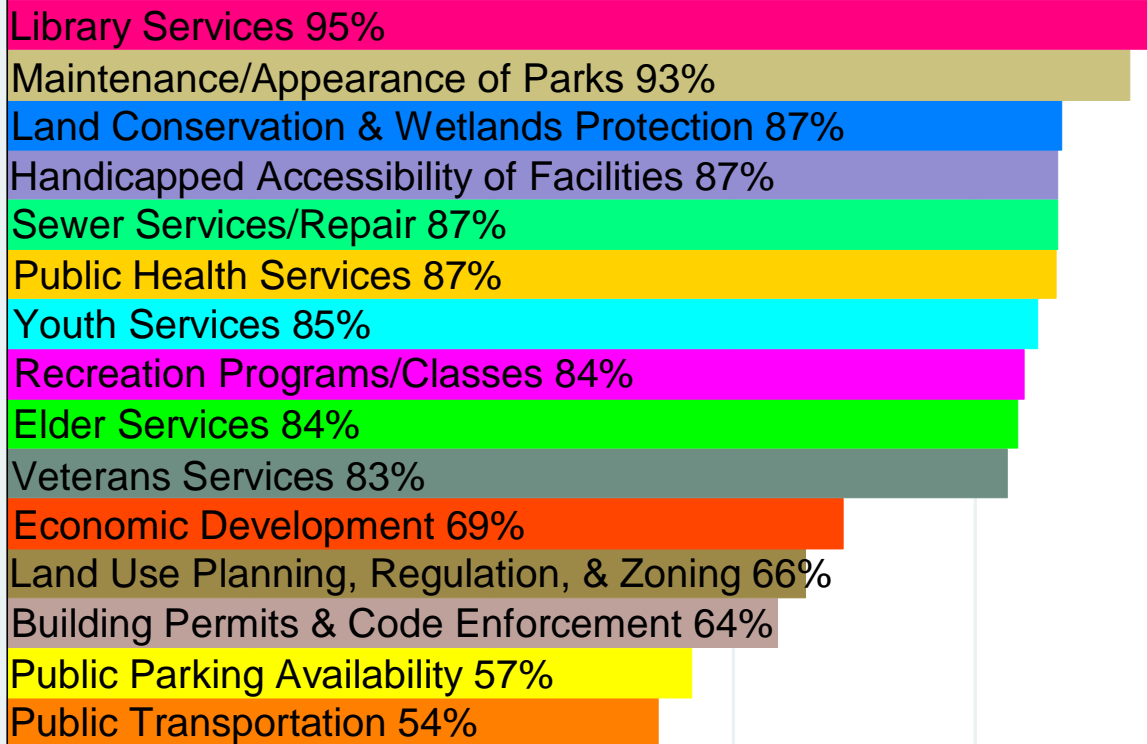 Library Services 95%
Maintenance/Appearance of Parks 93%
Land Conservation & Wetlands Protection 87%
Handicapped Accessibility of Facilities 87%
Sewer Services/Repair 87%
Public Health Services 87%
Youth Services 85%
Recreation Programs/Classes 84%
Elder Services 84%
Veterans Services 83%
Economic Development 69%
Land Use Planning, Regulation, & Zoning 66%
Building Permits & Code Enforcement 64%
Public Parking Availability 57%
Public Transportation 54%